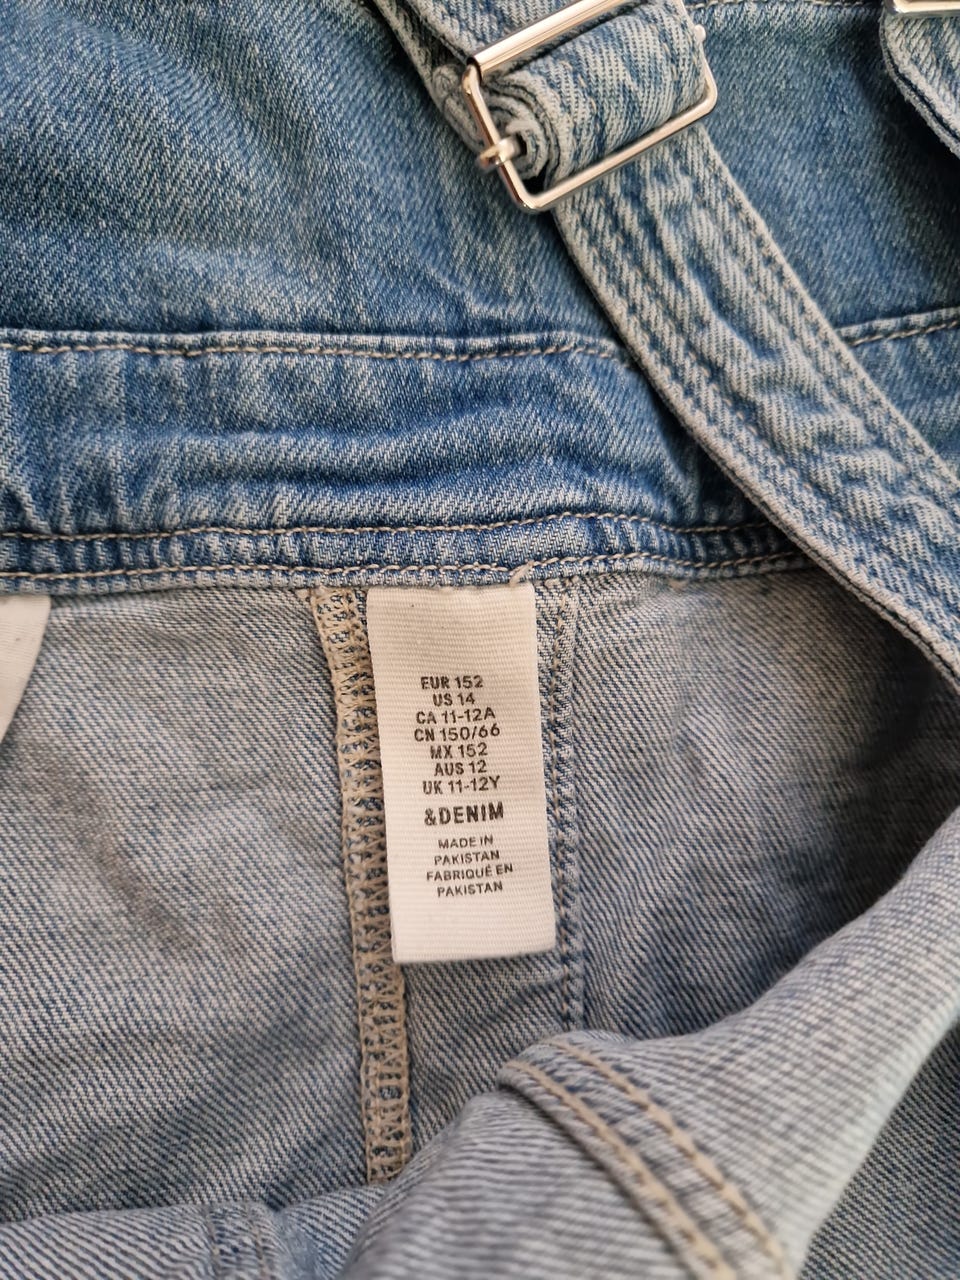 EUR 152
US 14
CA 11-12A
CN 150/66
MX 152
AUS 12
UK 11-12Y
&DENIM
MADE IN
PAKISTAN
FABRIQUÉ EN
PAKISTAN